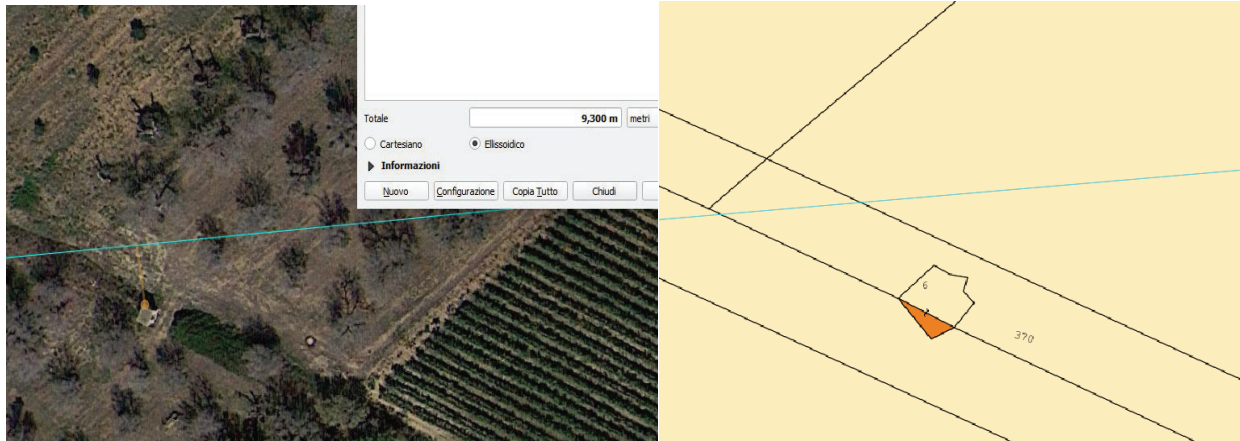 Totale 9,300 m metri
Cartesiano Ellissoidico
Informazioni
Nuovo Configurazione Copia Tutto Chiudi
6
370